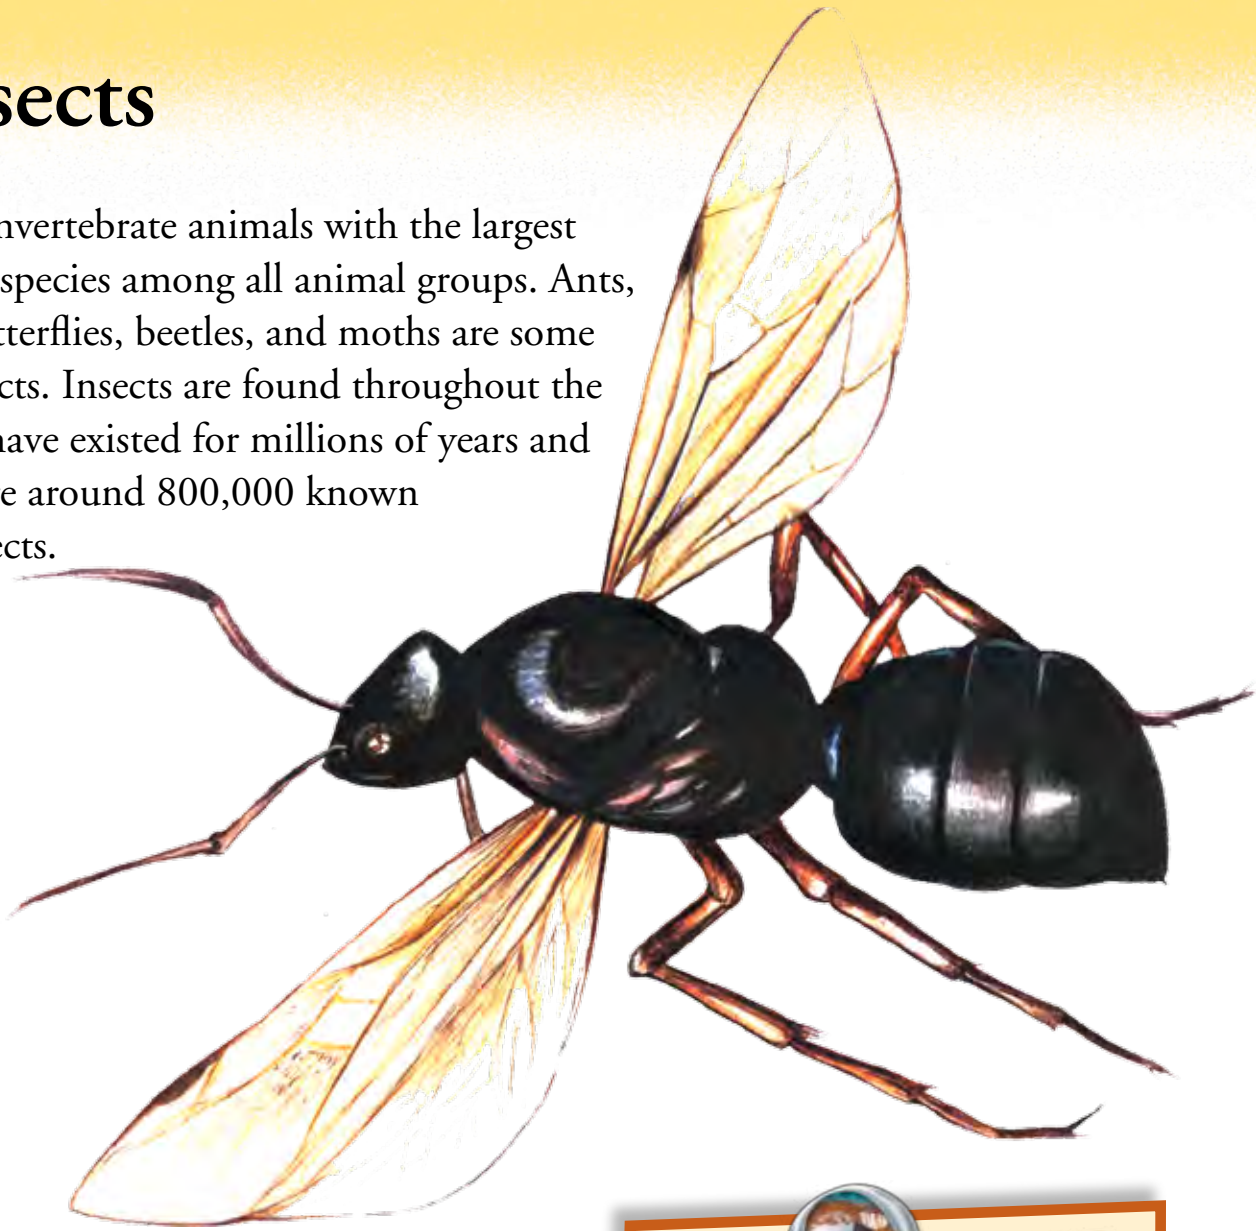 sects
nvertebrate animals with the largest
species among all animal groups. Ants,
tterflies, beetles, and moths are some
cts. Insects are found throughout the
have existed for millions of years and
e around 800,000 known
ects.